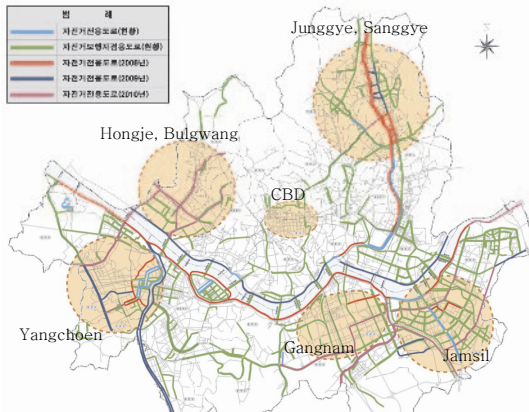 범 례
자전거전용도로(현황)
자전거보행자겸용도로(현황)
자전거전용도로(2008년)
자전거전용도로(2009년)
자전거전용도로(2010년)
Junggye, Sanggye
Hongje, Bulgwang
CBD
Yangchoen
Gangnam
Jamsil